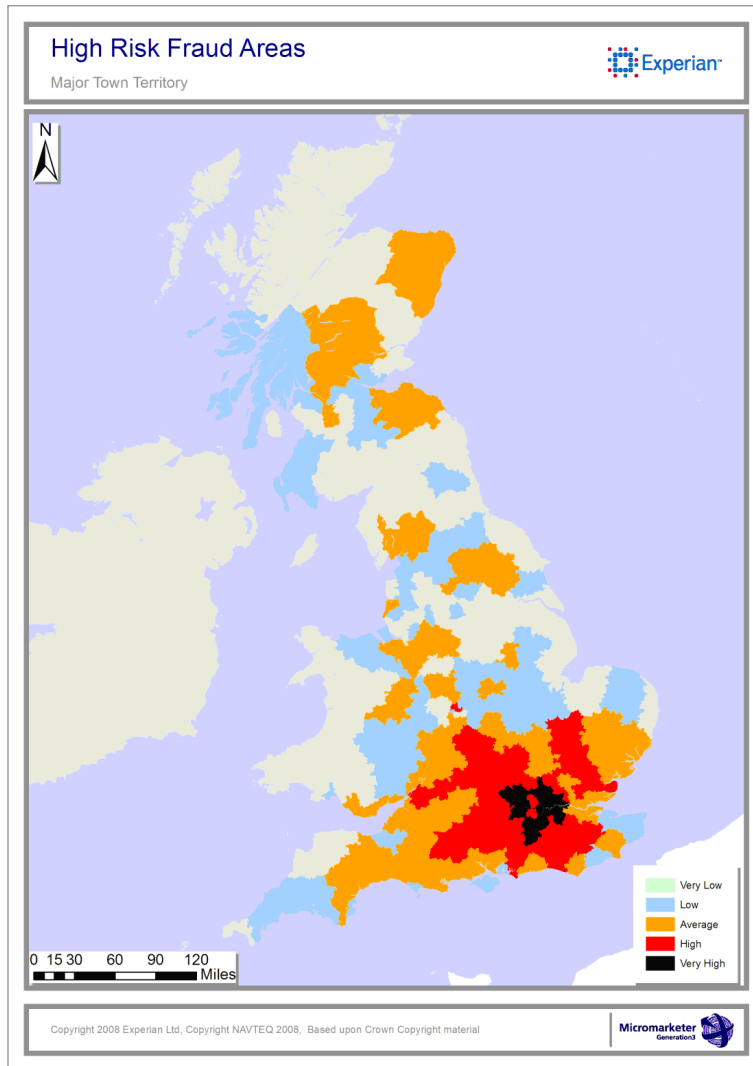 High Risk Fraud Areas
Major Town Territory
Experian™
N
Very Low
Low
Average
High
Very High
0 15 30 60 90 120
Miles
Copyright 2008 Experian Ltd, Copyright NAVTEQ 2008, Based upon Crown Copyright material
Micromarketer
Generation3